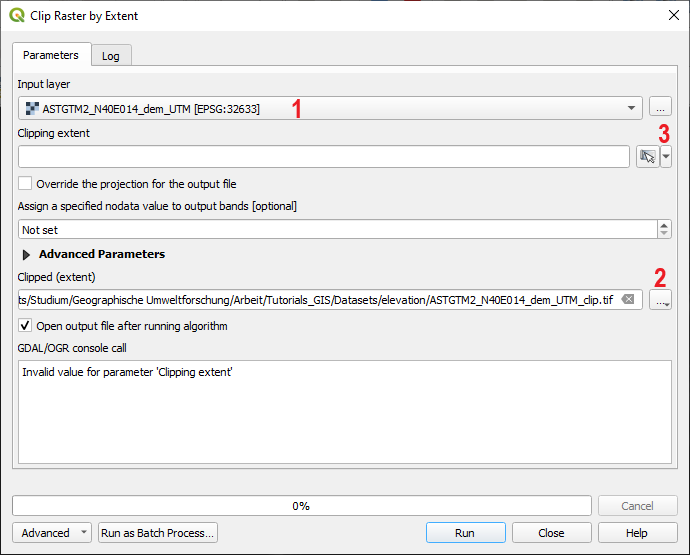 Clip Raster by Extent
Parameters
Log
Input layer
ASTGTM2_N40E014_dem_UTM [EPSG:32633]
1
...
Clipping extent
3
Override the projection for the output file
Assign a specified nodata value to output bands [optional]
Not set
Advanced Parameters
Clipped (extent)
2
ts/Studium/Geographische Umweltforschung/Arbeit/Tutorials_GIS/Datasets/elevation/ASTGTM2_N40E014_dem_UTM_clip.tif
...
Open output file after running algorithm
GDAL/OGR console call
Invalid value for parameter 'Clipping extent'
0%
Cancel
Advanced
Run as Batch Process...
Run
Close
Help